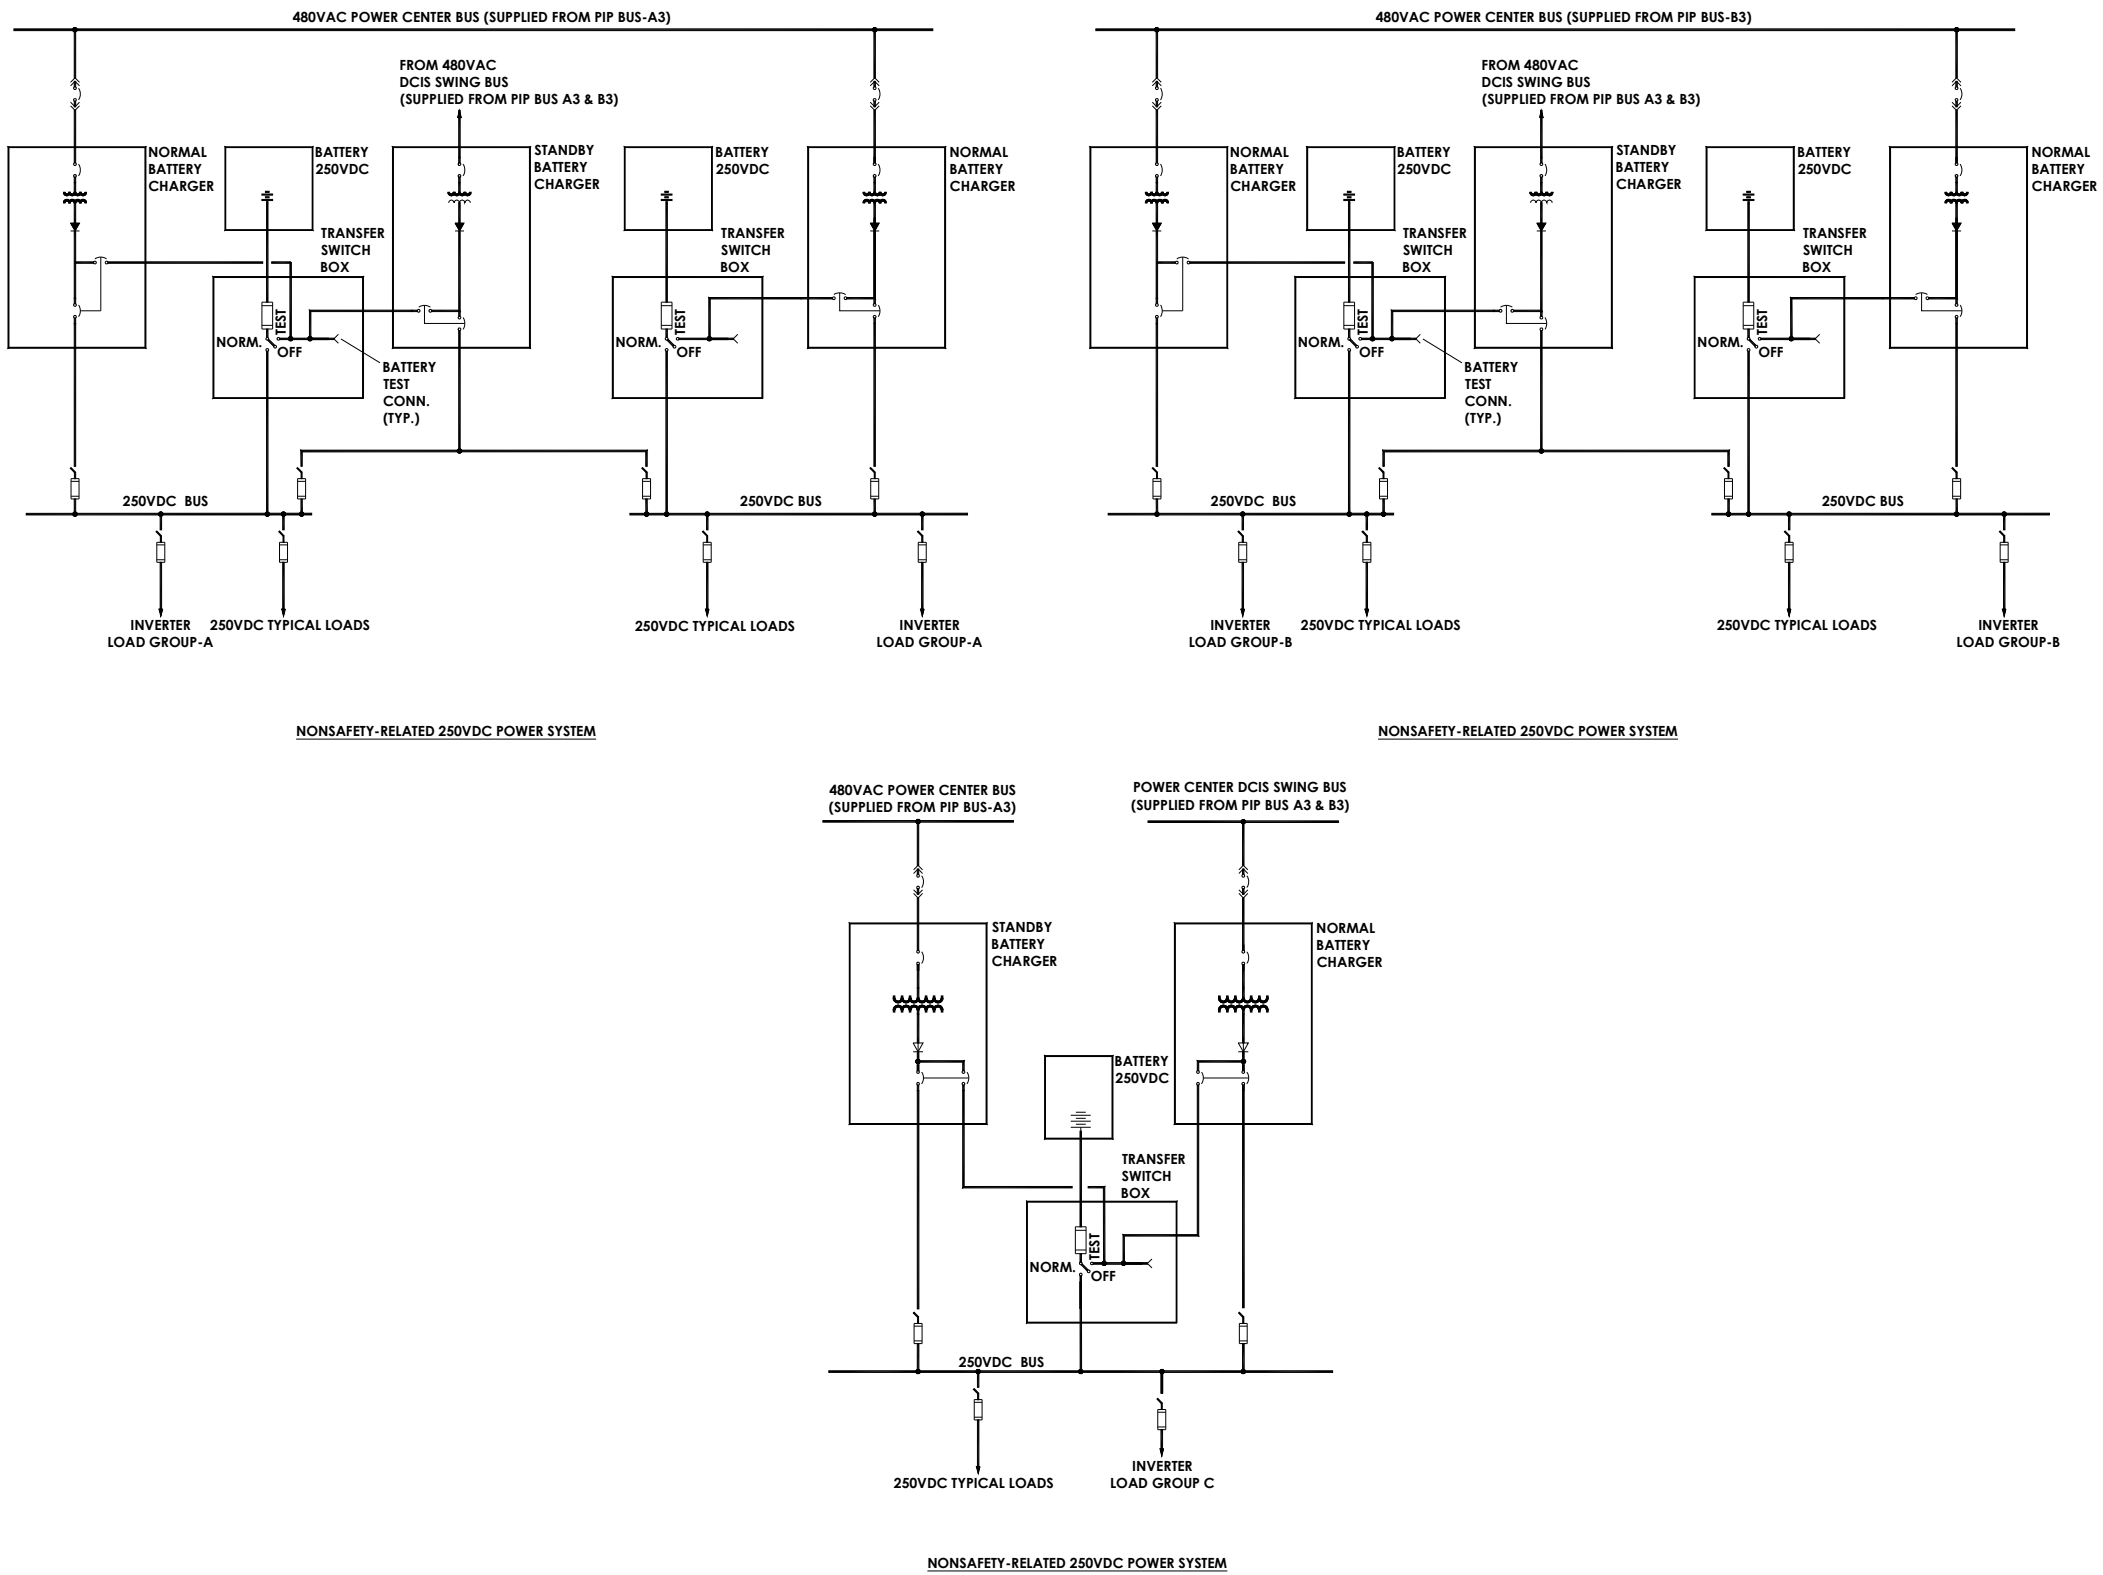 480VAC POWER CENTER BUS (SUPPLIED FROM PIP BUS-A3)
FROM 480VAC
DCIS SWING BUS
(SUPPLIED FROM PIP BUS A3 & B3)
NORMAL
BATTERY
CHARGER
BATTERY
250VDC
STANDBY
BATTERY
CHARGER
BATTERY
250VDC
NORMAL
BATTERY
CHARGER
TRANSFER
SWITCH
BOX
TRANSFER
SWITCH
BOX
TEST
NORM.
OFF
TEST
NORM.
OFF
BATTERY
TEST
CONN.
(TYP.)
250VDC BUS
250VDC BUS
INVERTER
LOAD GROUP-A
250VDC TYPICAL LOADS
250VDC TYPICAL LOADS
INVERTER
LOAD GROUP-A
NONSAFETY-RELATED 250VDC POWER SYSTEM
480VAC POWER CENTER BUS (SUPPLIED FROM PIP BUS-B3)
FROM 480VAC
DCIS SWING BUS
(SUPPLIED FROM PIP BUS A3 & B3)
NORMAL
BATTERY
CHARGER
BATTERY
250VDC
STANDBY
BATTERY
CHARGER
BATTERY
250VDC
NORMAL
BATTERY
CHARGER
TRANSFER
SWITCH
BOX
TRANSFER
SWITCH
BOX
TEST
NORM.
OFF
TEST
NORM.
OFF
BATTERY
TEST
CONN.
(TYP.)
250VDC BUS
250VDC BUS
INVERTER
LOAD GROUP-B
250VDC TYPICAL LOADS
250VDC TYPICAL LOADS
INVERTER
LOAD GROUP-B
NONSAFETY-RELATED 250VDC POWER SYSTEM
480VAC POWER CENTER BUS
(SUPPLIED FROM PIP BUS-A3)
POWER CENTER DCIS SWING BUS
(SUPPLIED FROM PIP BUS A3 & B3)
STANDBY
BATTERY
CHARGER
NORMAL
BATTERY
CHARGER
BATTERY
250VDC
TRANSFER
SWITCH
BOX
TEST
NORM.
OFF
250VDC BUS
250VDC TYPICAL LOADS
INVERTER
LOAD GROUP C
NONSAFETY-RELATED 250VDC POWER SYSTEM